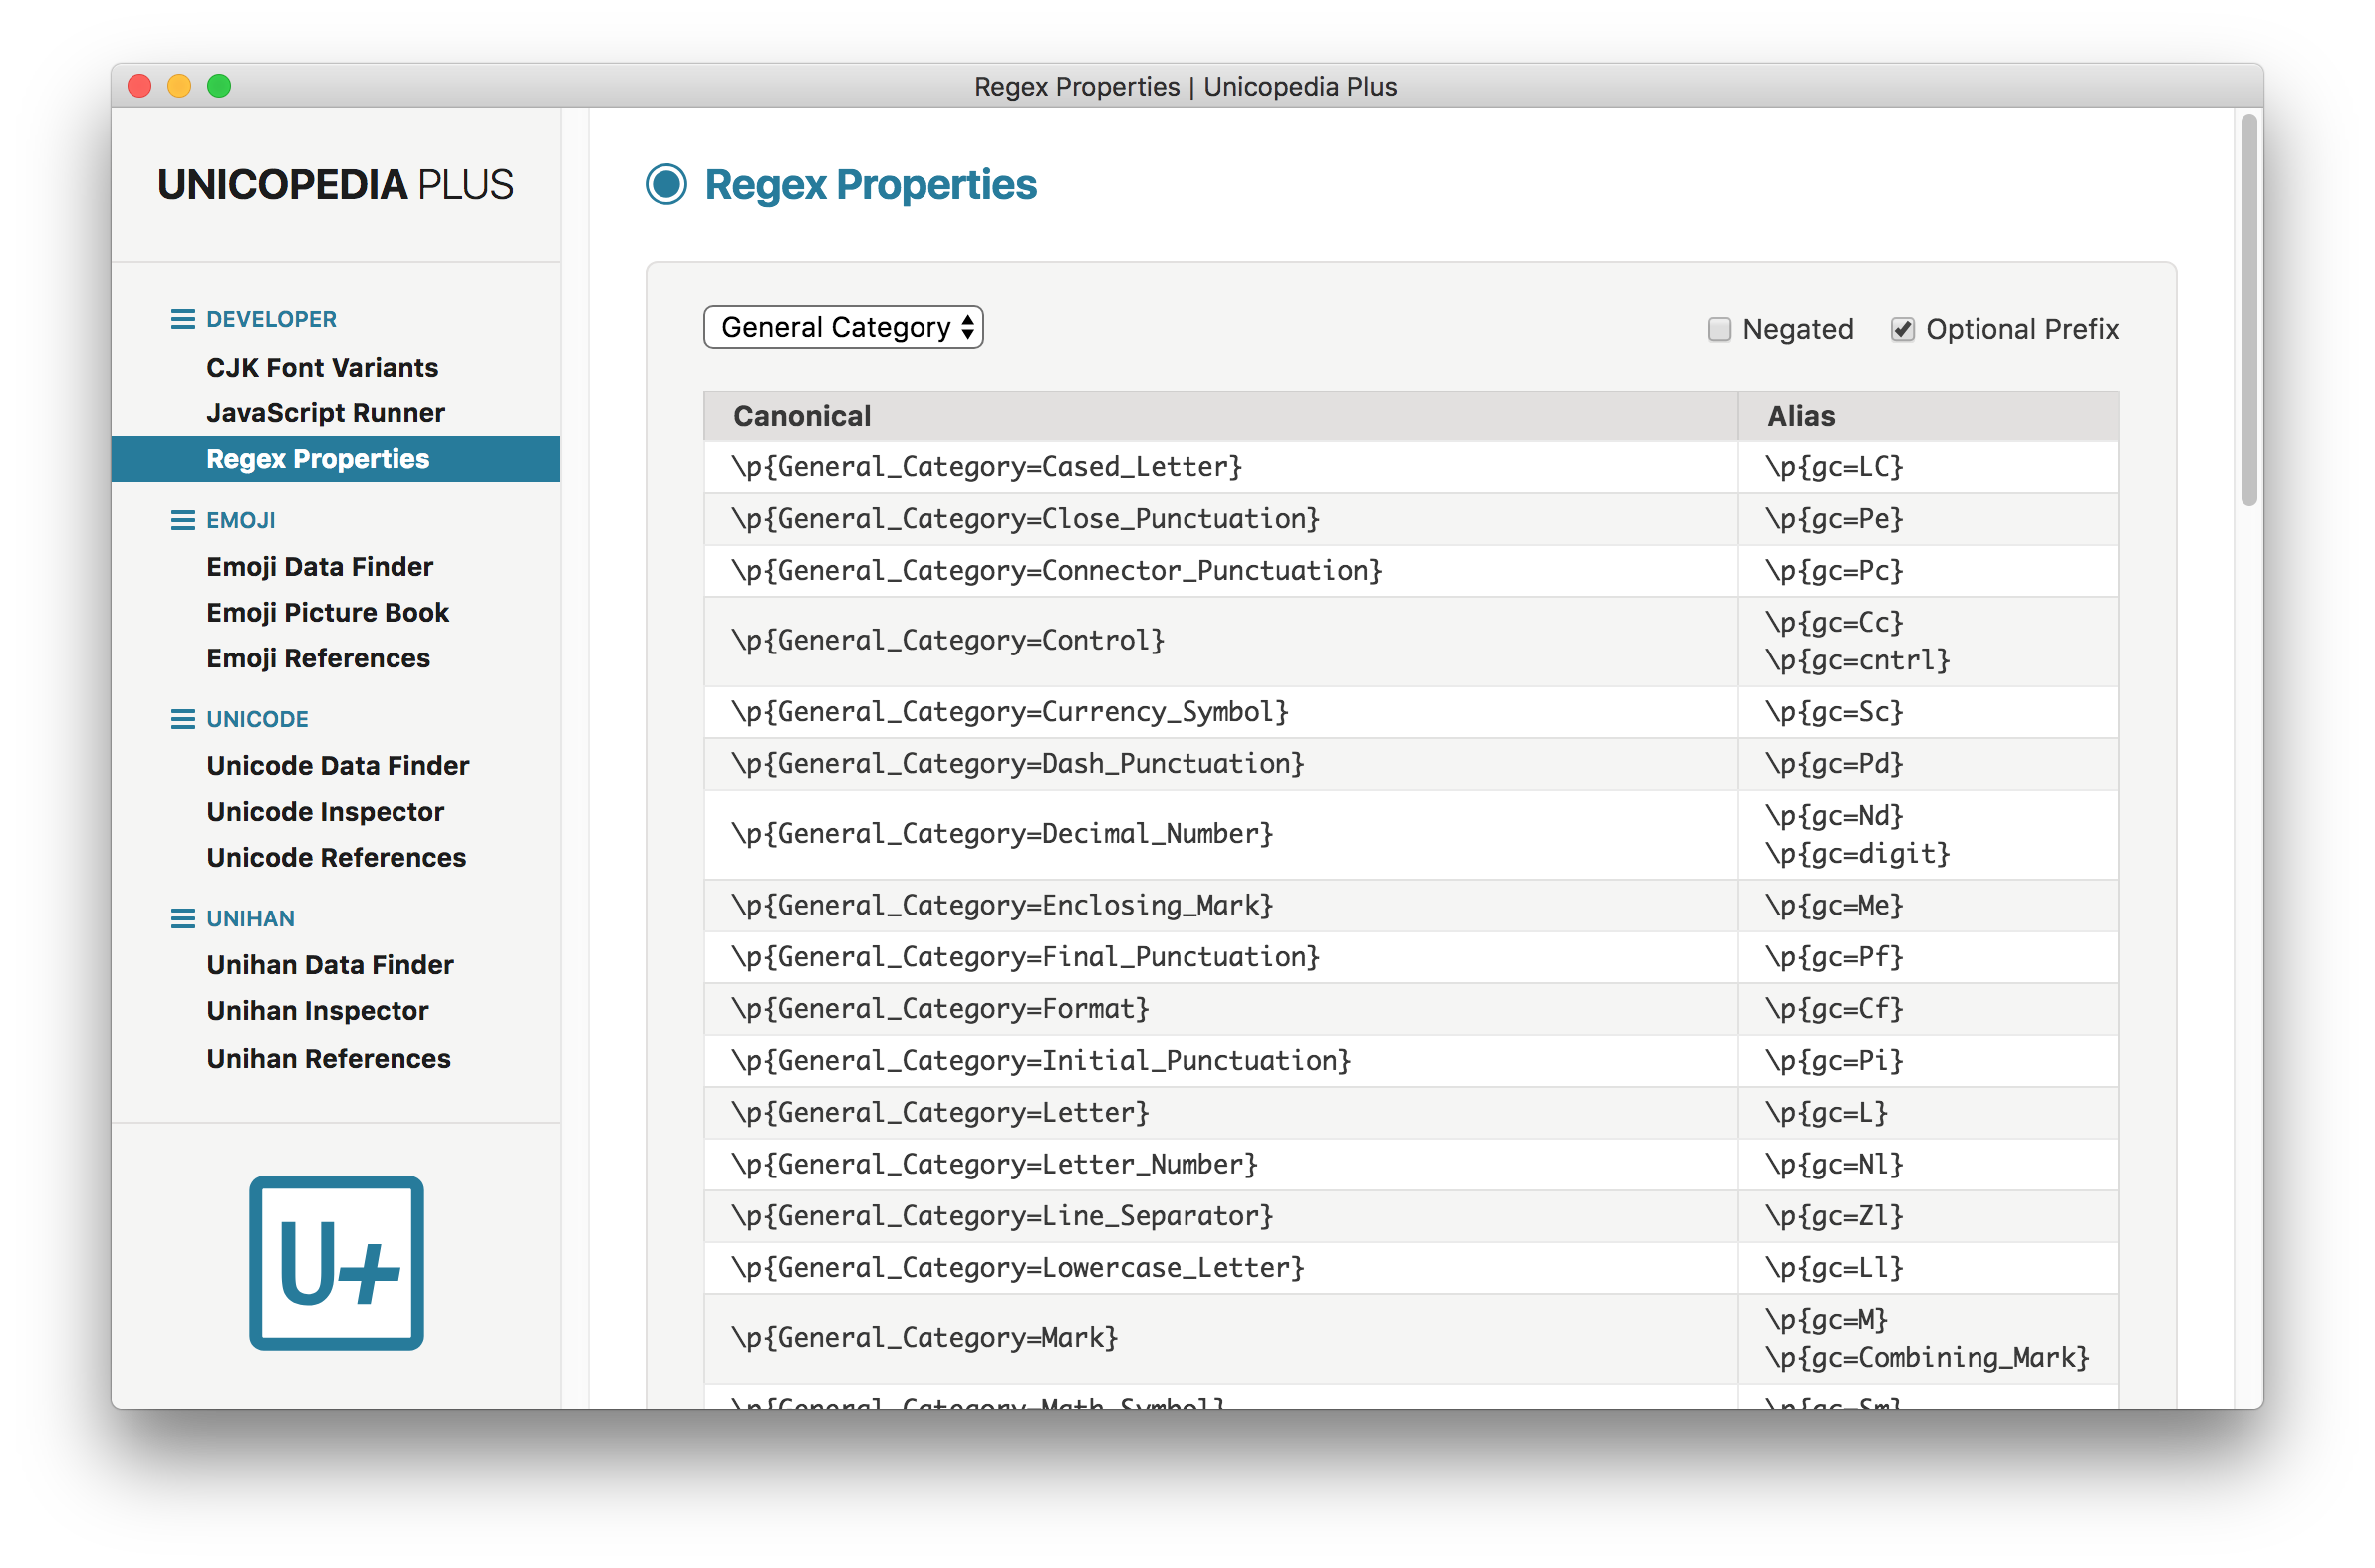 Regex Properties | Unicopedia Plus
UNICOPEDIA PLUS
DEVELOPER
CJK Font Variants
JavaScript Runner
Regex Properties
EMOJI
Emoji Data Finder
Emoji Picture Book
Emoji References
UNICODE
Unicode Data Finder
Unicode Inspector
Unicode References
UNIHAN
Unihan Data Finder
Unihan Inspector
Unihan References
U+
Regex Properties
General Category
Negated
Optional Prefix
Canonical Alias
\p{General_Category=Cased_Letter} \p{gc=LC}
\p{General_Category=Close_Punctuation} \p{gc=Pe}
\p{General_Category=Connector_Punctuation} \p{gc=Pc}
\p{General_Category=Control} \p{gc=Cc}
\p{gc=cntrl}
\p{General_Category=Currency_Symbol} \p{gc=Sc}
\p{General_Category=Dash_Punctuation} \p{gc=Pd}
\p{General_Category=Decimal_Number} \p{gc=Nd}
\p{gc=digit}
\p{General_Category=Enclosing_Mark} \p{gc=Me}
\p{General_Category=Final_Punctuation} \p{gc=Pf}
\p{General_Category=Format} \p{gc=Cf}
\p{General_Category=Initial_Punctuation} \p{gc=Pi}
\p{General_Category=Letter} \p{gc=L}
\p{General_Category=Letter_Number} \p{gc=Nl}
\p{General_Category=Line_Separator} \p{gc=Zl}
\p{General_Category=Lowercase_Letter} \p{gc=Ll}
\p{General_Category=Mark} \p{gc=M}
\p{gc=Combining_Mark}
\p{General_Category=Math_Symbol} \p{gc=Sm}